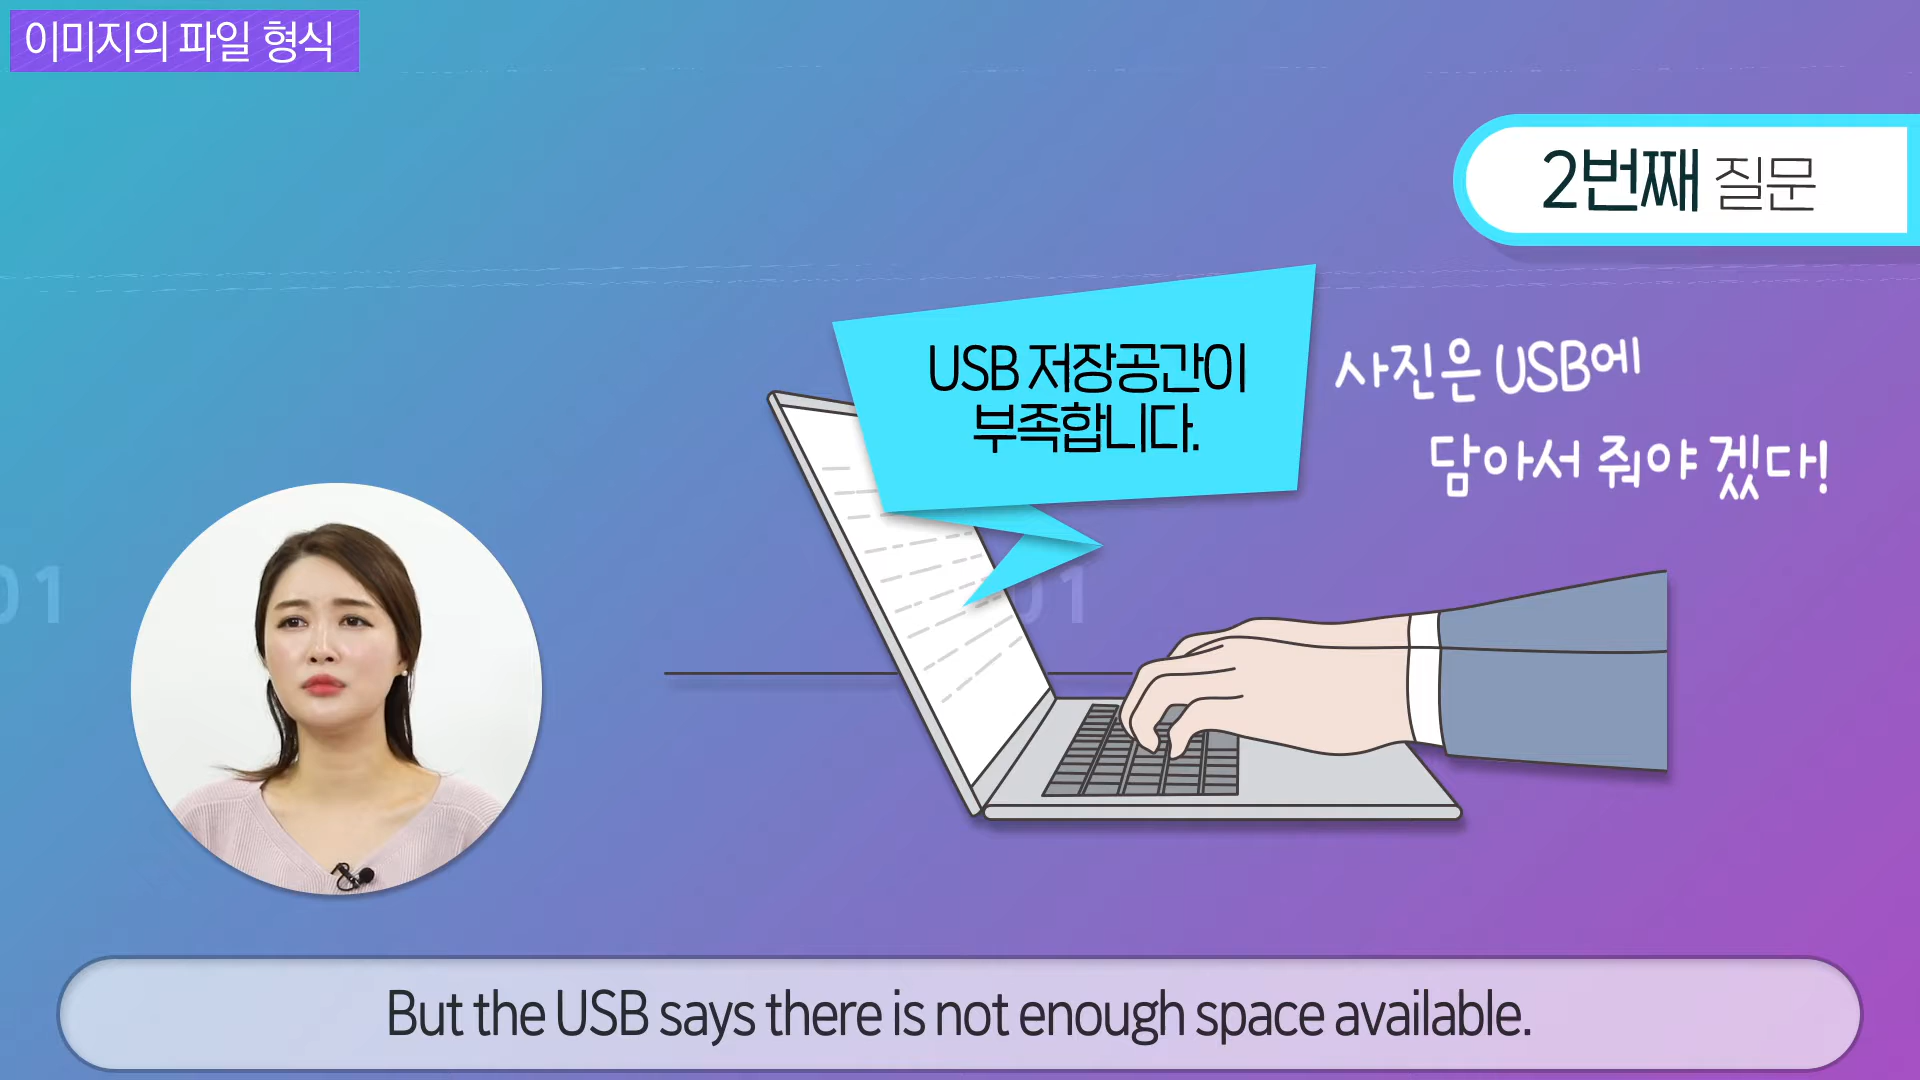 이미지의 파일 형식
2번째 질문
USB 저장공간이
부족합니다.
사진은 USB에
담아서 줘야 겠다!
01
01
But the USB says there is not enough space available.